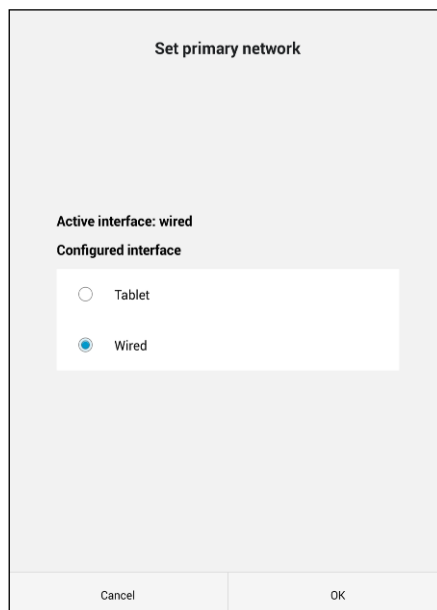 Set primary network
Active interface: wired
Configured interface
Tablet
Wired
Cancel
OK